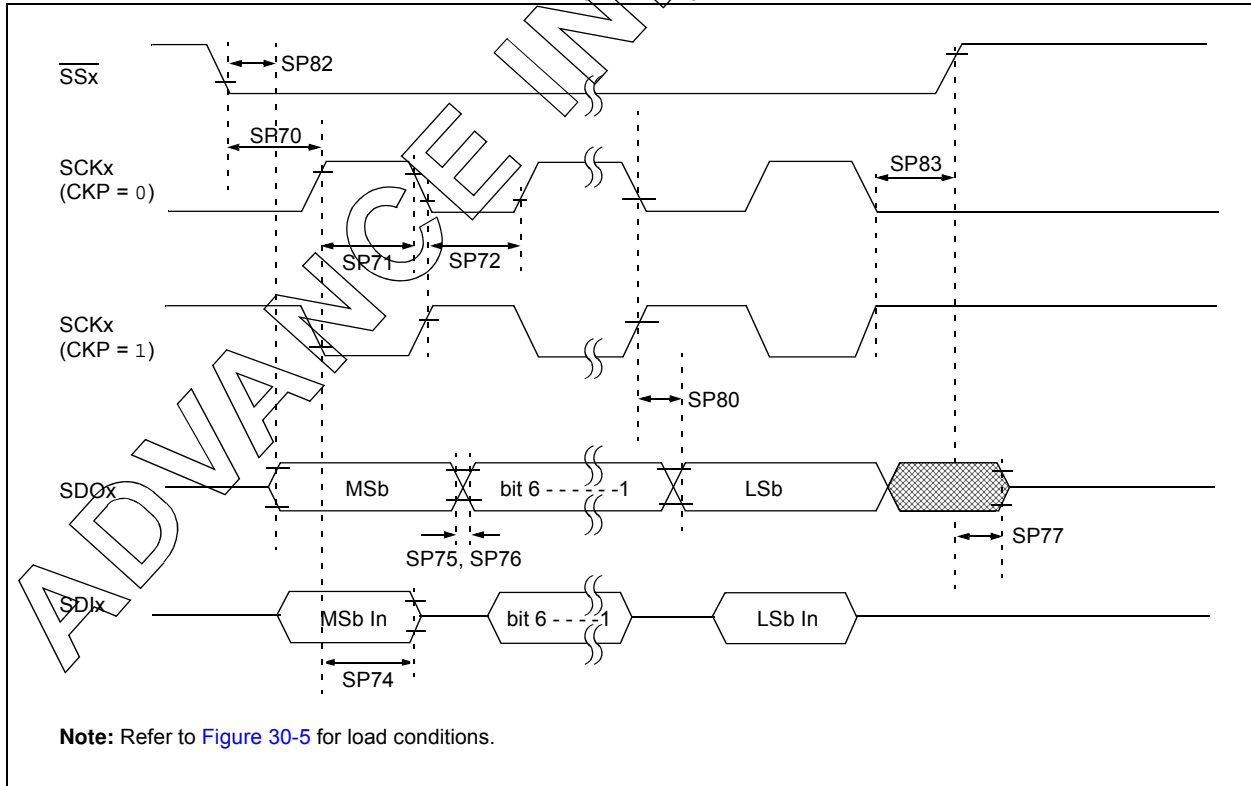 SSx
SP82
SP70
SCKx
(CKP = 0)
SP83
SP71
SP72
SCKx
(CKP = 1)
SP80
SDOx
MSb
bit 6 - - - - - -1
LSb
SP77
SP75, SP76
SDIx
MSb In
bit 6 - - - -1
LSb In
SP74
Note: Refer to Figure 30-5 for load conditions.
ADVANCE